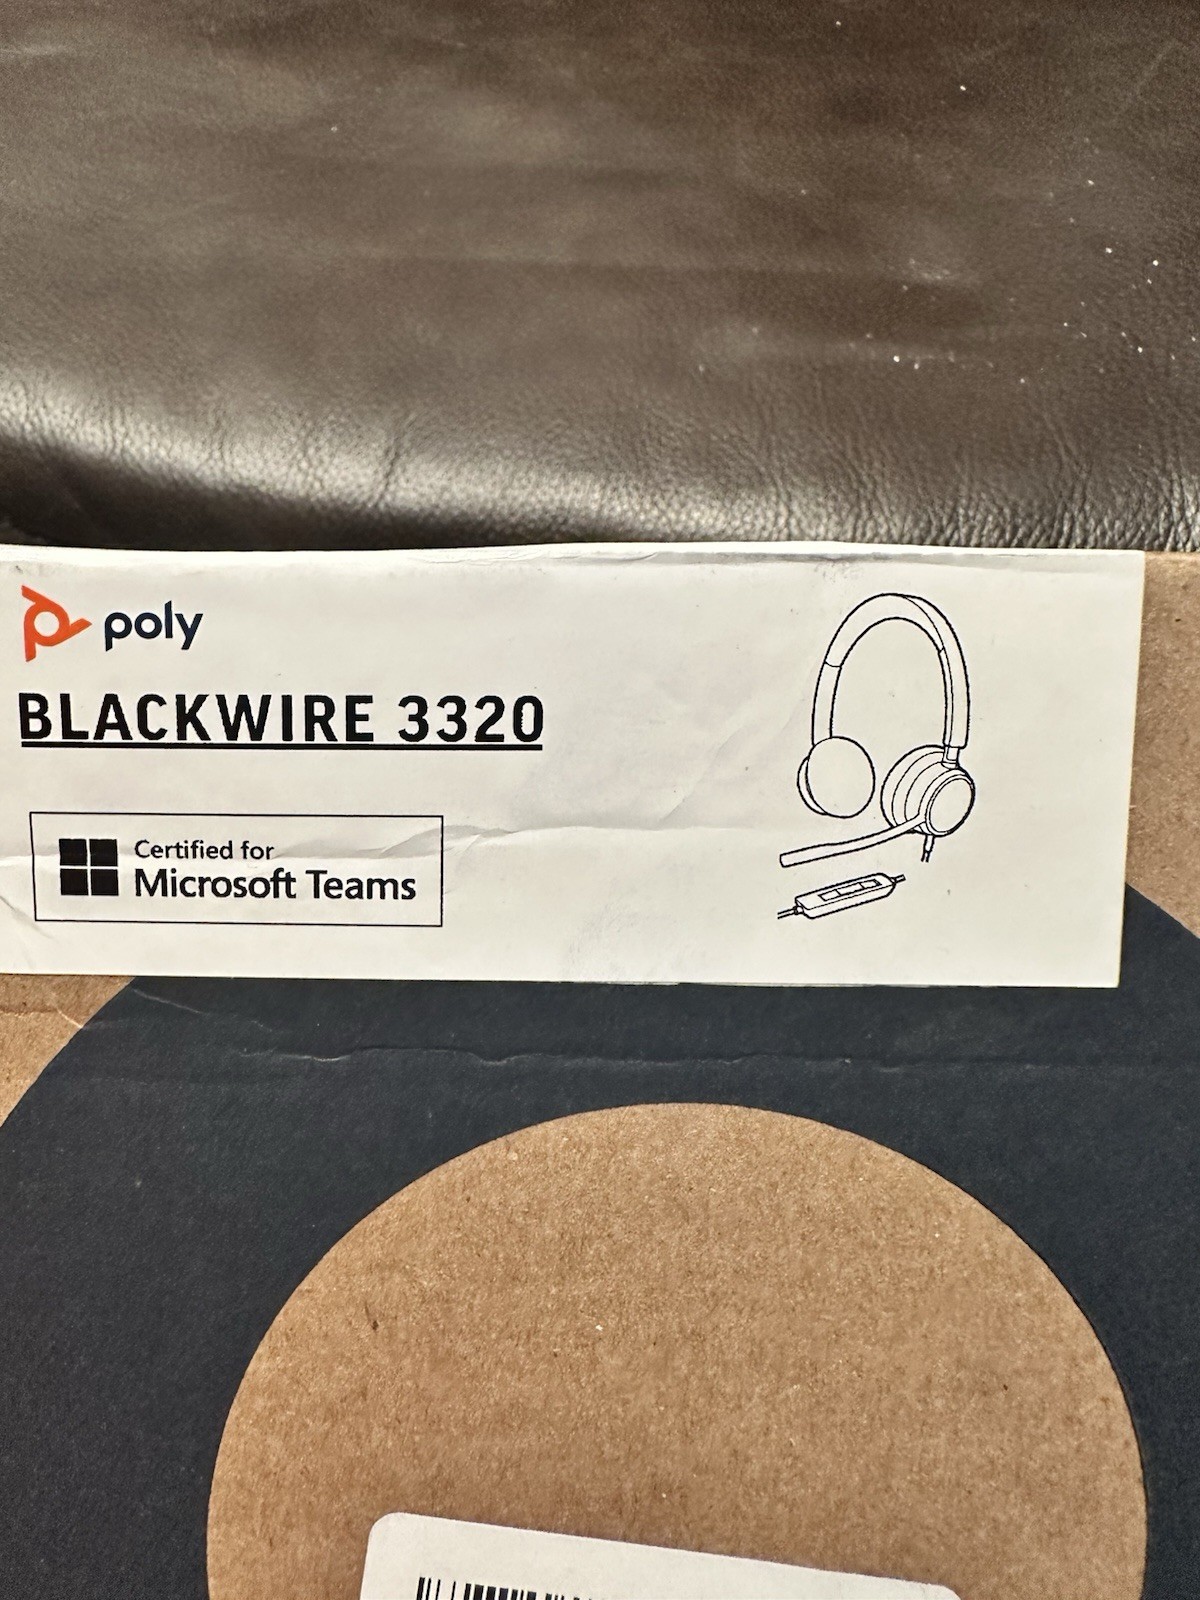 poly
BLACKWIRE 3320
Certified for
Microsoft Teams